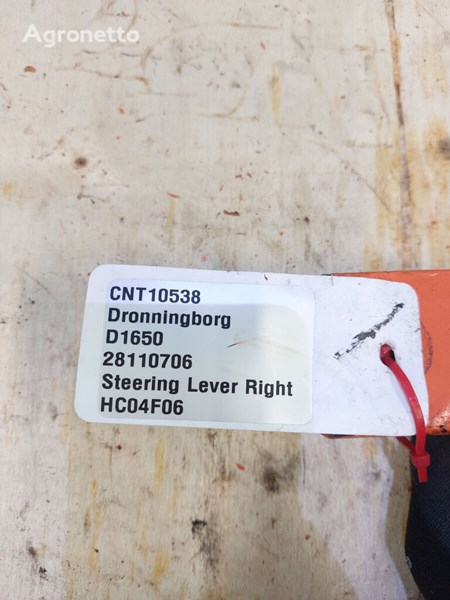 Agronetto
CNT10538
Dronningborg
D1650
28110706
Steering Lever Right
HC04F06